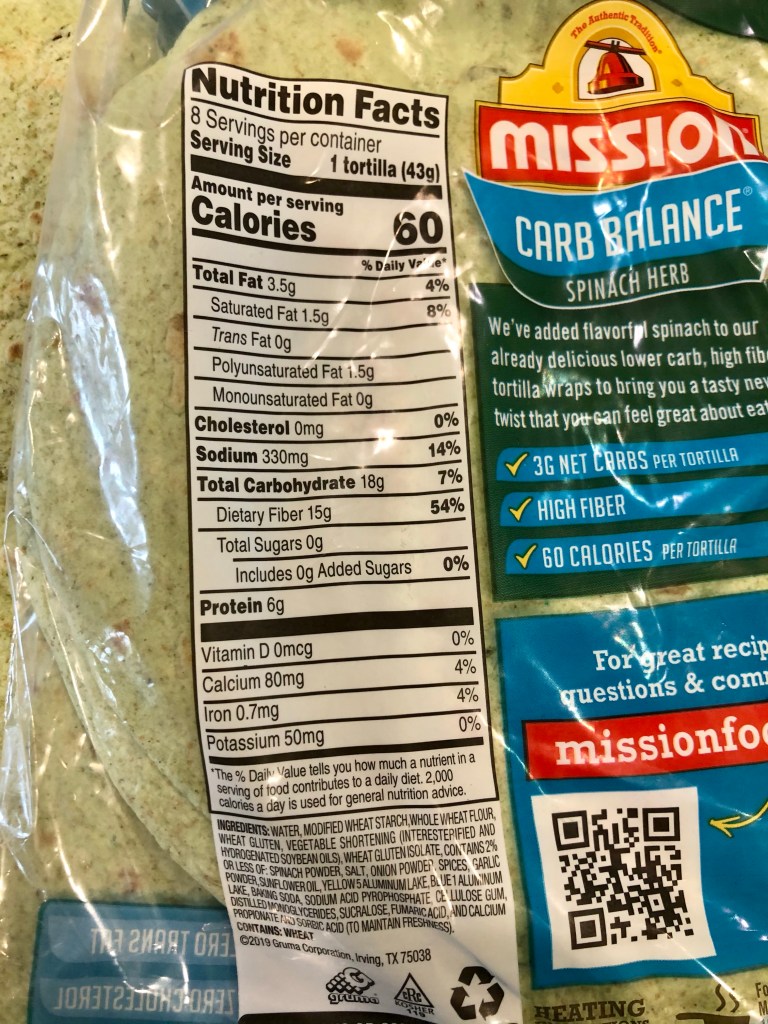 Nutrition Facts
8 Servings per container
Serving Size 1 tortilla (43g)
Amount per serving
Calories 60
% Daily Value*
Total Fat 3.5g 4%
Saturated Fat 1.5g 8%
Trans Fat 0g
Polyunsaturated Fat 1.5g
Monounsaturated Fat 0g
Cholesterol 0mg 0%
Sodium 330mg 14%
Total Carbohydrate 18g 7%
Dietary Fiber 15g 54%
Total Sugars 0g
Includes 0g Added Sugars 0%
Protein 6g
Vitamin D 0mcg 0%
Calcium 80mg 4%
Iron 0.7mg 4%
Potassium 50mg 0%
*The % Daily Value tells you how much a nutrient in a
serving of food contributes to a daily diet. 2,000
calories a day is used for general nutrition advice.
INGREDIENTS: WATER, MODIFIED WHEAT STARCH, WHOLE WHEAT FLOUR,
WHEAT GLUTEN, VEGETABLE SHORTENING (INTERESTERIFIED AND
HYDROGENATED SOYBEAN OILS), WHEAT GLUTEN ISOLATE, CONTAINS 2%
OR LESS OF: SPINACH POWDER, SALT, ONION POWDER, SPICES, GARLIC
POWDER, SUNFLOWER OIL, YELLOW 5 ALUMINUM LAKE, BLUE 1 ALUMINUM
LAKE, BAKING SODA, SODIUM ACID PYROPHOSPHATE, CELLULOSE GUM,
DISTILLED MONOGLYCERIDES, SUCRALOSE, FUMARIC ACID, AND CALCIUM
PROPIONATE AND SORBIC ACID (TO MAINTAIN FRESHNESS).
CONTAINS: WHEAT
©2019 Gruma Corporation, Irving, TX 75038
gruma
cRc
KOSHER
The Authentic Tradition
MISSION
CARB BALANCE®
SPINACH HERB
We've added flavorful spinach to our
already delicious lower carb, high fib
tortilla wraps to bring you a tasty new
twist that you can feel great about eat
3G NET CARBS PER TORTILLA
HIGH FIBER
60 CALORIES PER TORTILLA
For great recip
questions & com
missionfoo
HEATING
ERO TRANS FAT
ZERO CHOLESTEROL